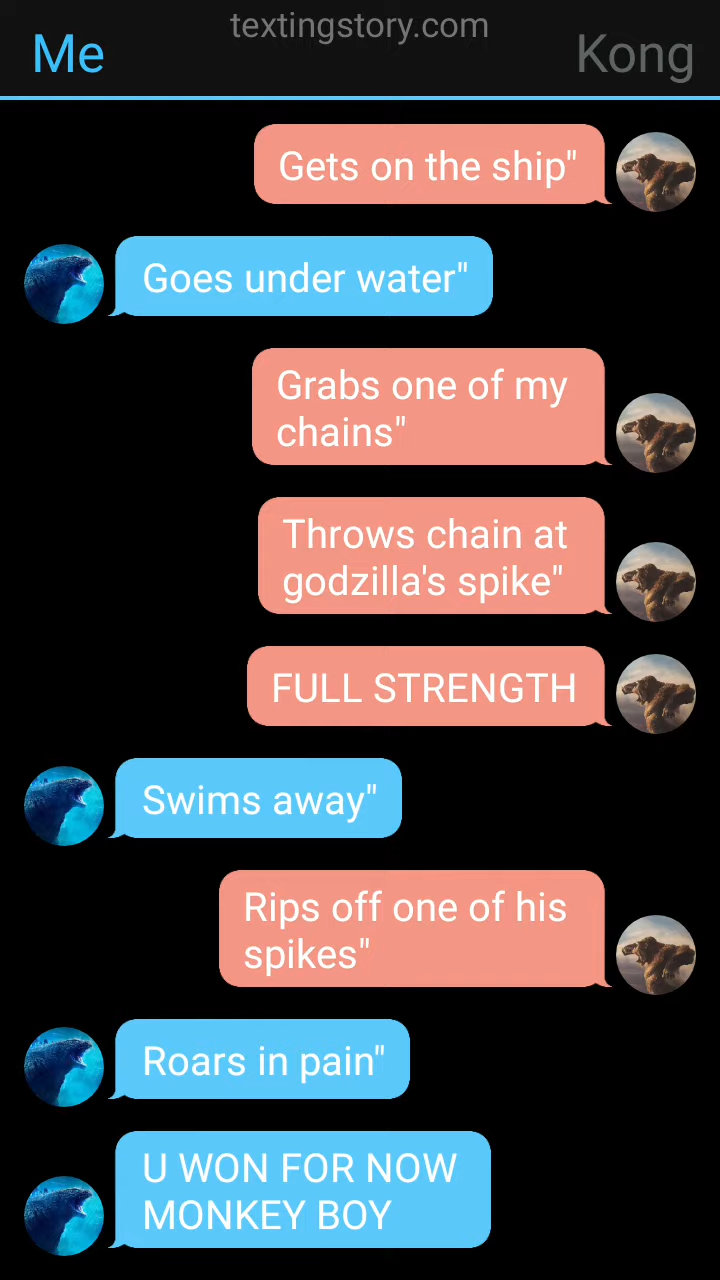 textingstory.com
Me
Kong
Gets on the ship"
Goes under water"
Grabs one of my
chains"
Throws chain at
godzilla's spike"
FULL STRENGTH
Swims away"
Rips off one of his
spikes"
Roars in pain"
U WON FOR NOW
MONKEY BOY